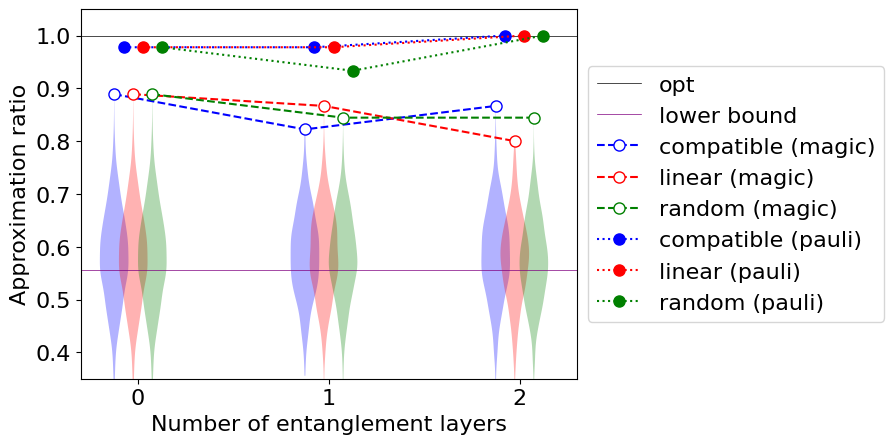 1.0
0.9
0.8
0.7
0.6
0.5
0.4
Approximation ratio
0 1 2
Number of entanglement layers
opt
lower bound
compatible (magic)
linear (magic)
random (magic)
compatible (pauli)
linear (pauli)
random (pauli)